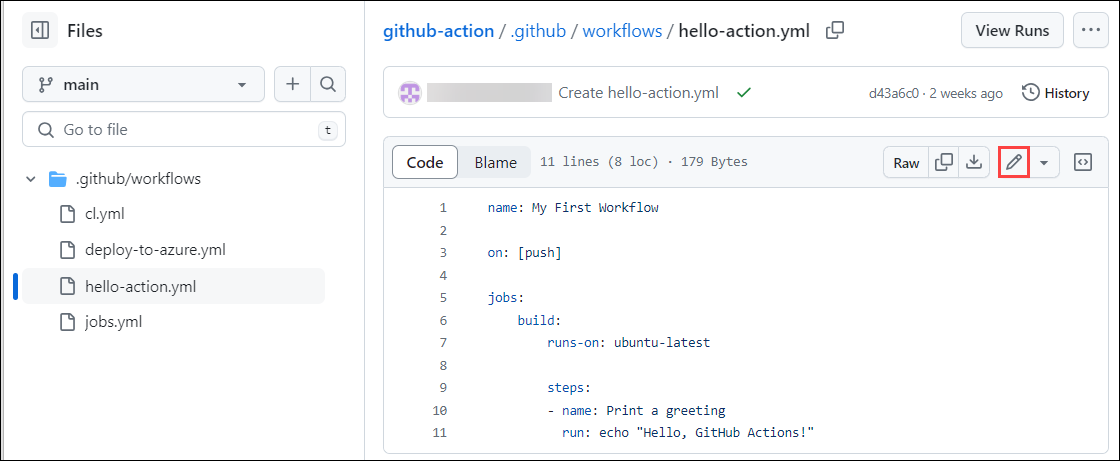 Files
main
Go to file
t
.github/workflows
cl.yml
deploy-to-azure.yml
hello-action.yml
jobs.yml
github-action / .github / workflows / hello-action.yml
View Runs
Create hello-action.yml
d43a6c0 · 2 weeks ago
History
Code
Blame
11 lines (8 loc) · 179 Bytes
Raw
1 name: My First Workflow
2
3 on: [push]
4
5 jobs:
6 build:
7 runs-on: ubuntu-latest
8
9 steps:
10 - name: Print a greeting
11 run: echo "Hello, GitHub Actions!"